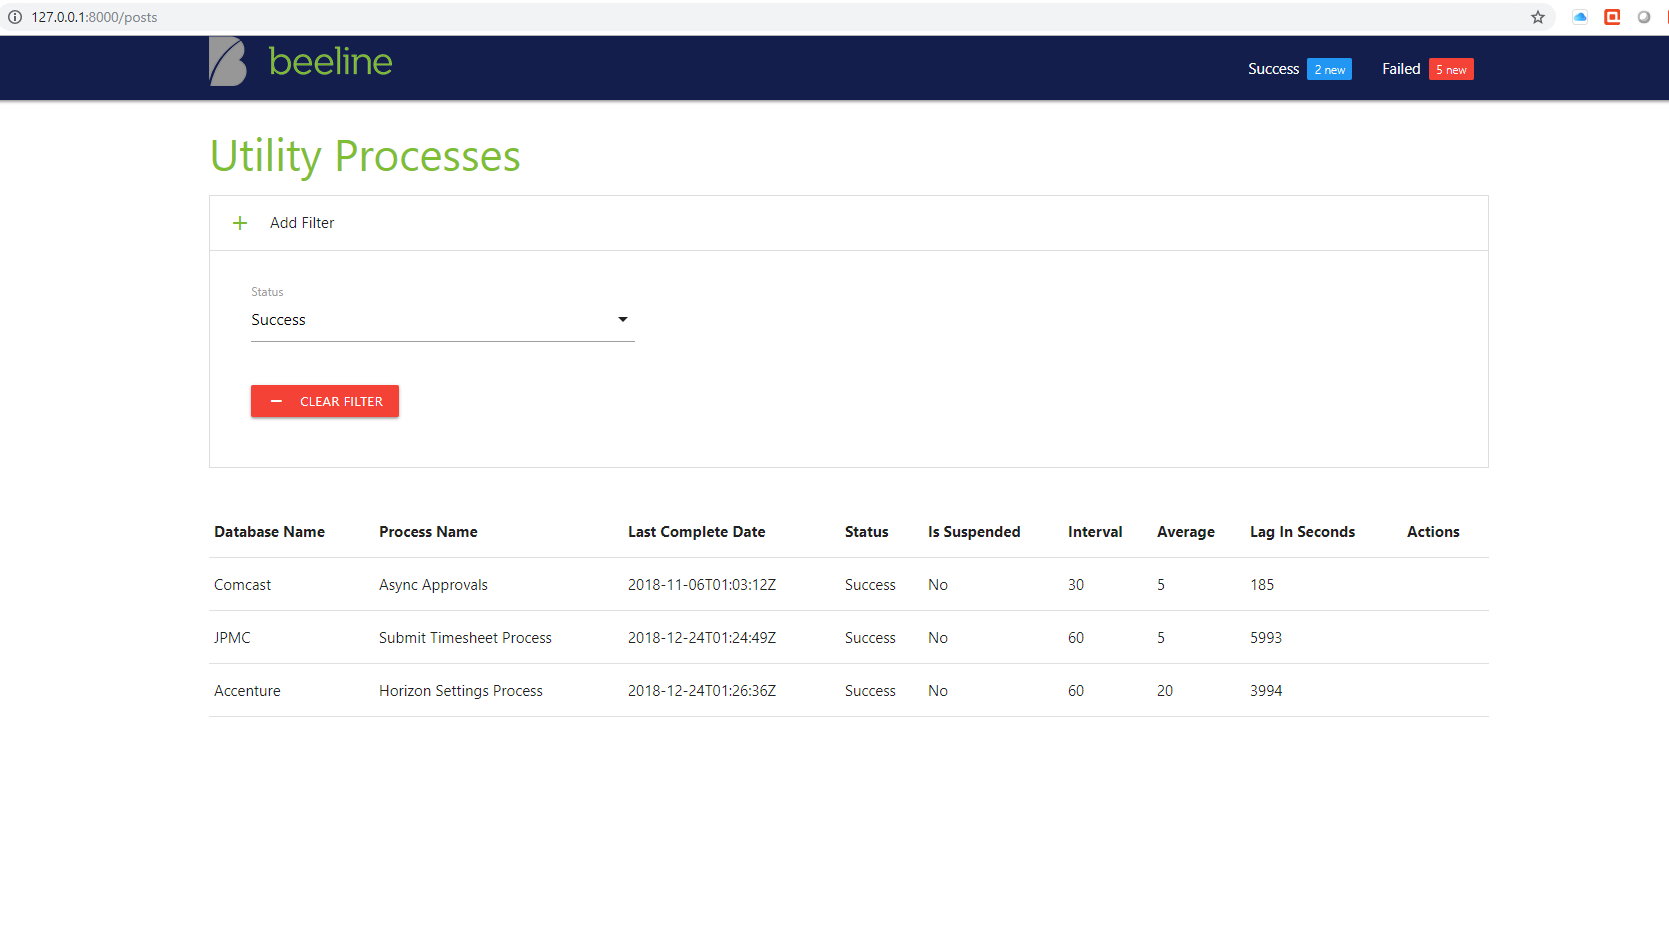 127.0.0.1:8000/posts
beeline Success 2 new Failed 5 new
Utility Processes
Add Filter
Status
Success
CLEAR FILTER
Database Name Process Name Last Complete Date Status Is Suspended Interval Average Lag In Seconds Actions
Comcast Async Approvals 2018-11-06T01:03:12Z Success No 30 5 185
JPMC Submit Timesheet Process 2018-12-24T01:24:49Z Success No 60 5 5993
Accenture Horizon Settings Process 2018-12-24T01:26:36Z Success No 60 20 3994